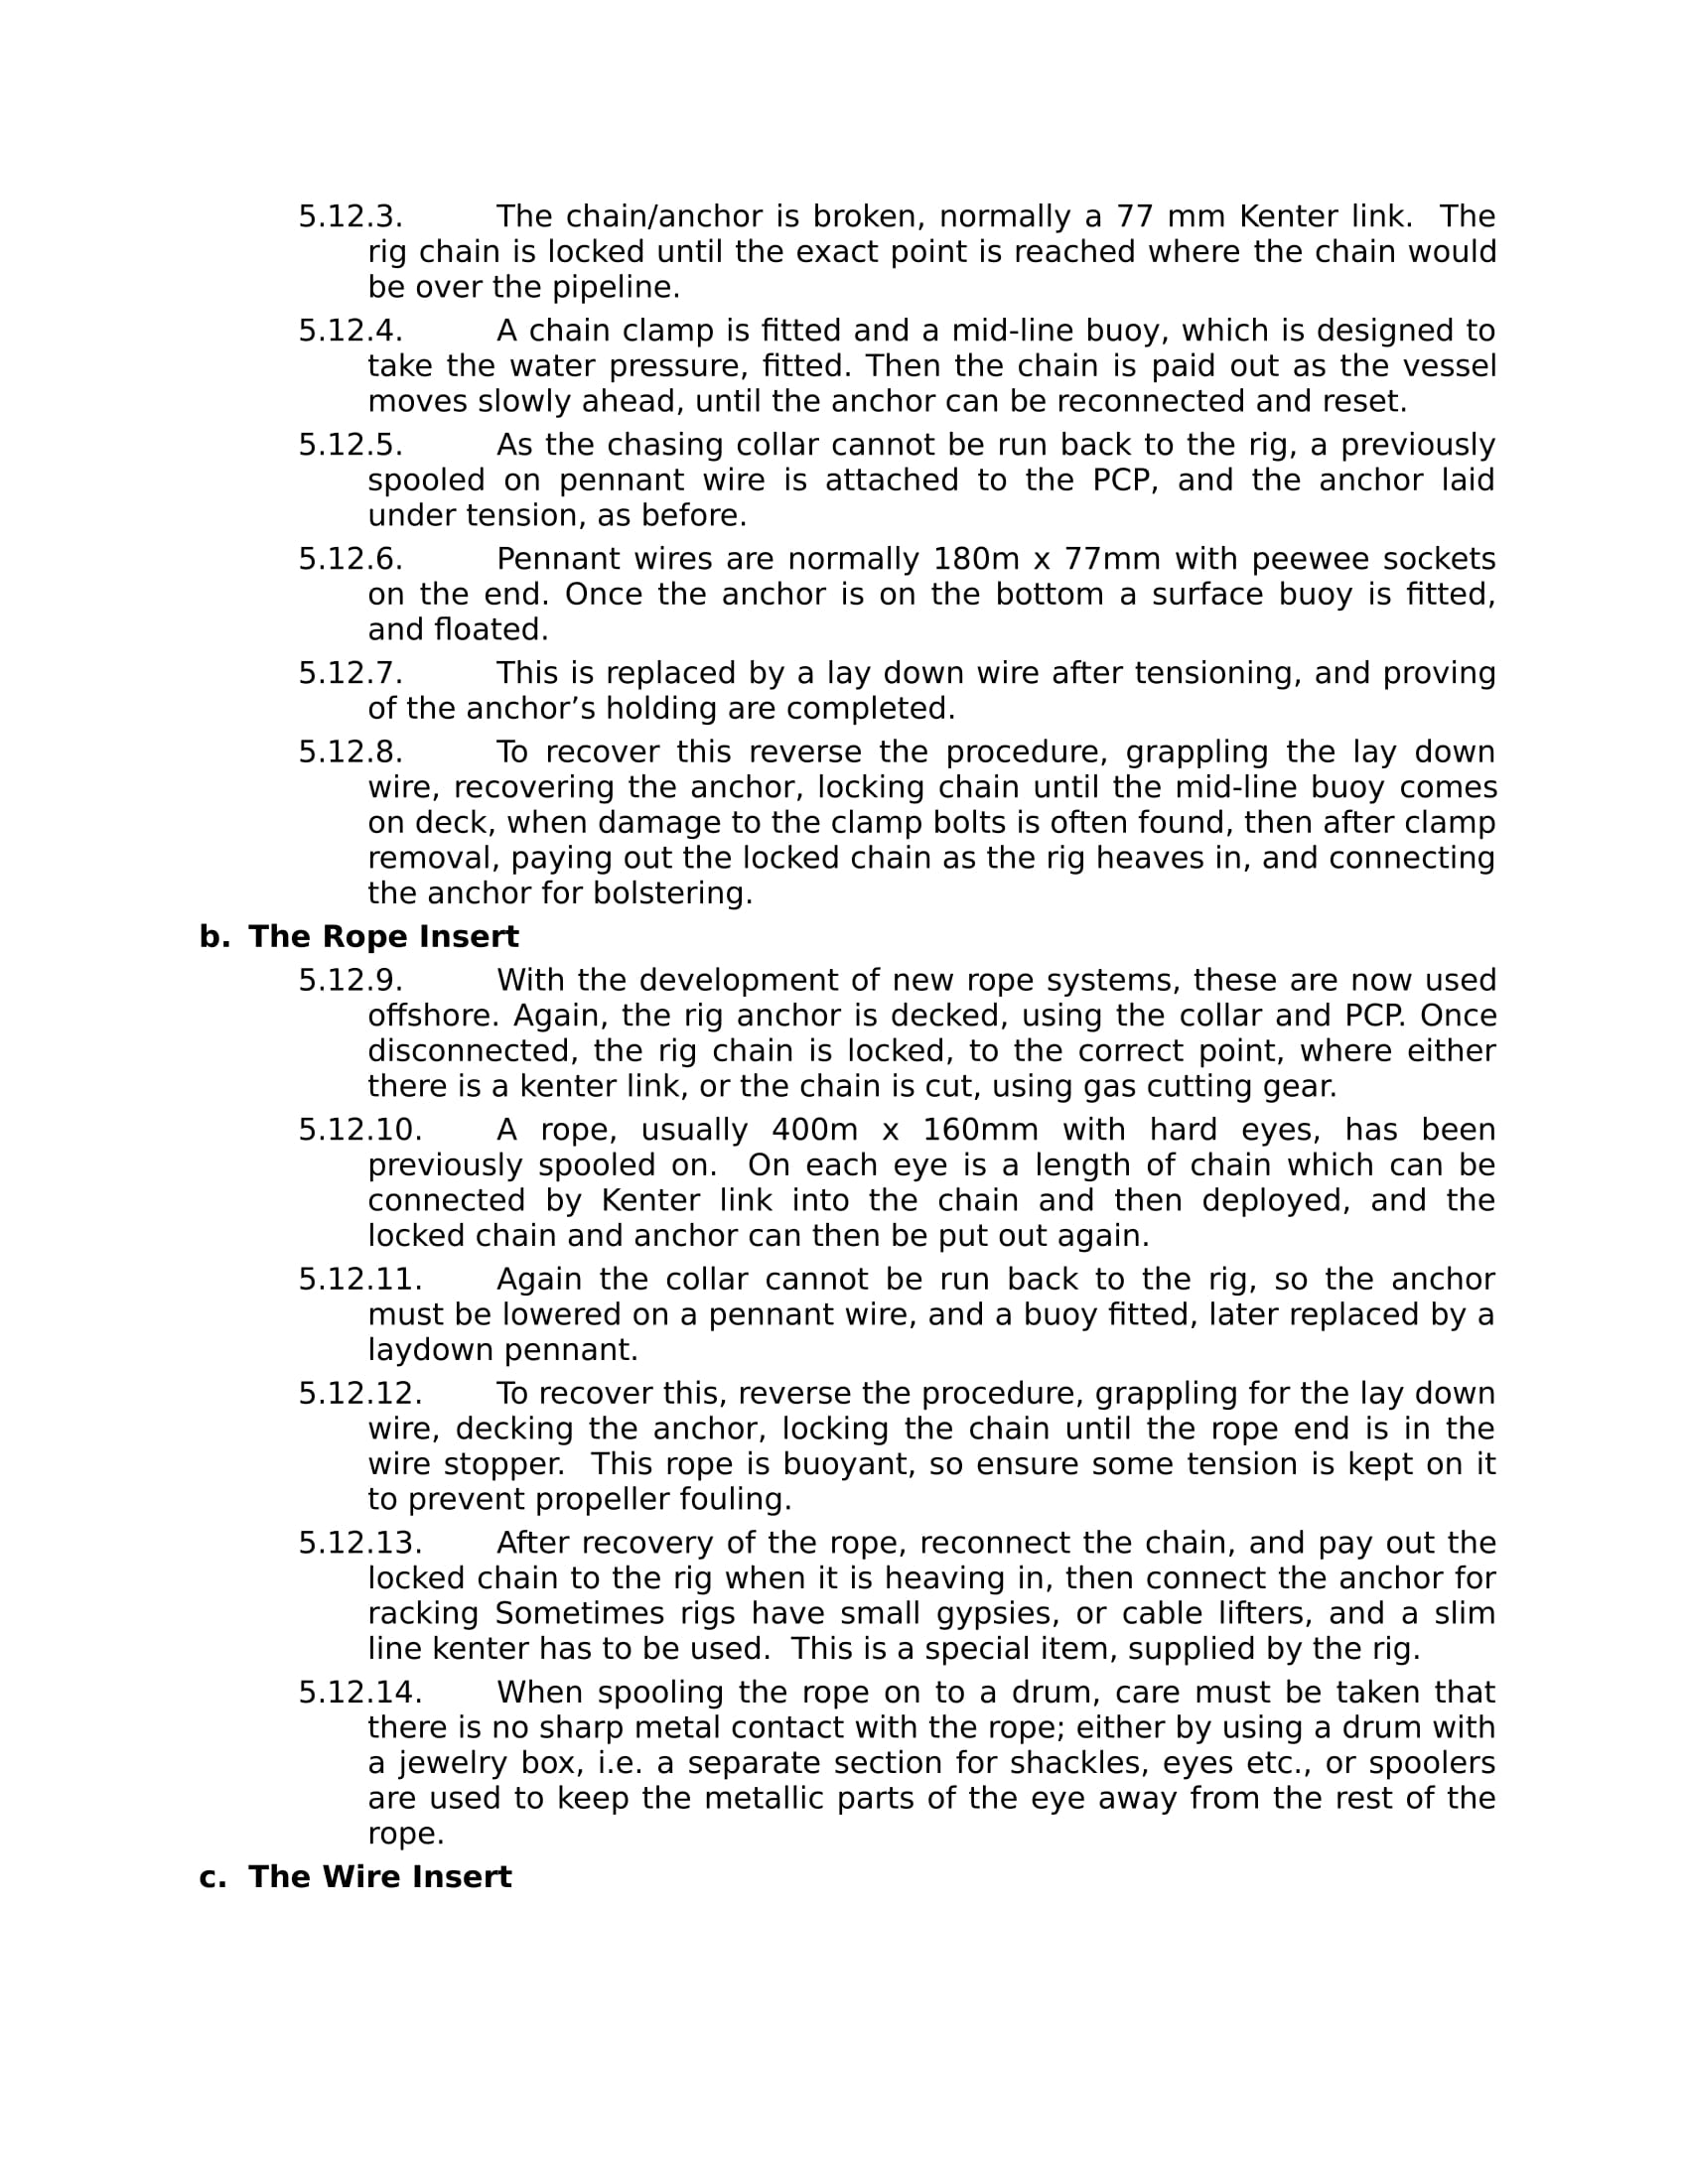 5.12.3. The chain/anchor is broken, normally a 77 mm Kenter link.  The
rig chain is locked until the exact point is reached where the chain would
be over the pipeline.
5.12.4. A chain clamp is fitted and a mid-line buoy, which is designed to
take the water pressure, fitted. Then the chain is paid out as the vessel
moves slowly ahead, until the anchor can be reconnected and reset.
5.12.5. As the chasing collar cannot be run back to the rig, a previously
spooled on pennant wire is attached to the PCP, and the anchor laid
under tension, as before.
5.12.6. Pennant wires are normally 180m x 77mm with peewee sockets
on the end. Once the anchor is on the bottom a surface buoy is fitted,
and floated.
5.12.7. This is replaced by a lay down wire after tensioning, and proving
of the anchor’s holding are completed.
5.12.8. To recover this reverse the procedure, grappling the lay down
wire, recovering the anchor, locking chain until the mid-line buoy comes
on deck, when damage to the clamp bolts is often found, then after clamp
removal, paying out the locked chain as the rig heaves in, and connecting
the anchor for bolstering.
b. The Rope Insert
5.12.9. With the development of new rope systems, these are now used
offshore. Again, the rig anchor is decked, using the collar and PCP. Once
disconnected, the rig chain is locked, to the correct point, where either
there is a kenter link, or the chain is cut, using gas cutting gear.
5.12.10. A rope, usually 400m x 160mm with hard eyes, has been
previously spooled on.  On each eye is a length of chain which can be
connected by Kenter link into the chain and then deployed, and the
locked chain and anchor can then be put out again.
5.12.11. Again the collar cannot be run back to the rig, so the anchor
must be lowered on a pennant wire, and a buoy fitted, later replaced by a
laydown pennant.
5.12.12. To recover this, reverse the procedure, grappling for the lay down
wire, decking the anchor, locking the chain until the rope end is in the
wire stopper.  This rope is buoyant, so ensure some tension is kept on it
to prevent propeller fouling.
5.12.13. After recovery of the rope, reconnect the chain, and pay out the
locked chain to the rig when it is heaving in, then connect the anchor for
racking Sometimes rigs have small gypsies, or cable lifters, and a slim
line kenter has to be used.  This is a special item, supplied by the rig.
5.12.14. When spooling the rope on to a drum, care must be taken that
there is no sharp metal contact with the rope; either by using a drum with
a jewelry box, i.e. a separate section for shackles, eyes etc., or spoolers
are used to keep the metallic parts of the eye away from the rest of the
rope.
c. The Wire Insert